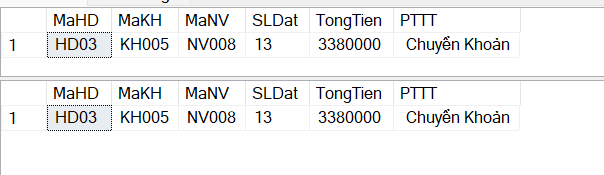 MaHD MaKH MaNV SLDat TongTien PTTT
1 HD03 KH005 NV008 13 3380000 Chuyển Khoản
MaHD MaKH MaNV SLDat TongTien PTTT
1 HD03 KH005 NV008 13 3380000 Chuyển Khoản